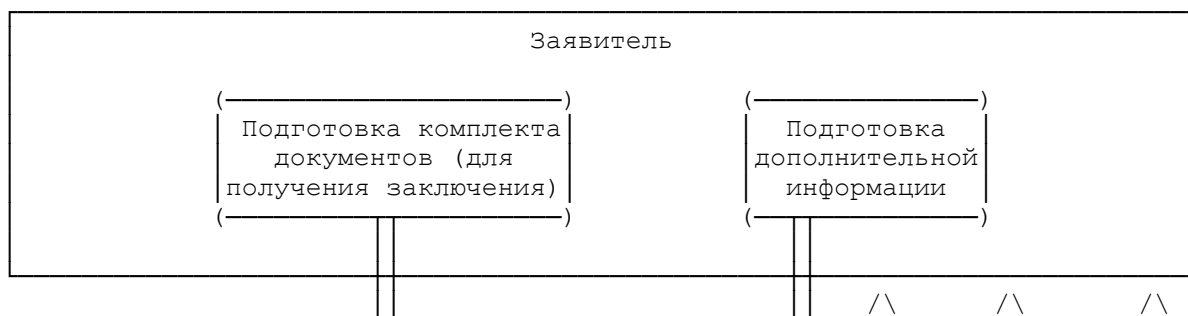 Заявитель
Подготовка комплекта
документов (для
получения заключения)
Подготовка
дополнительной
информации